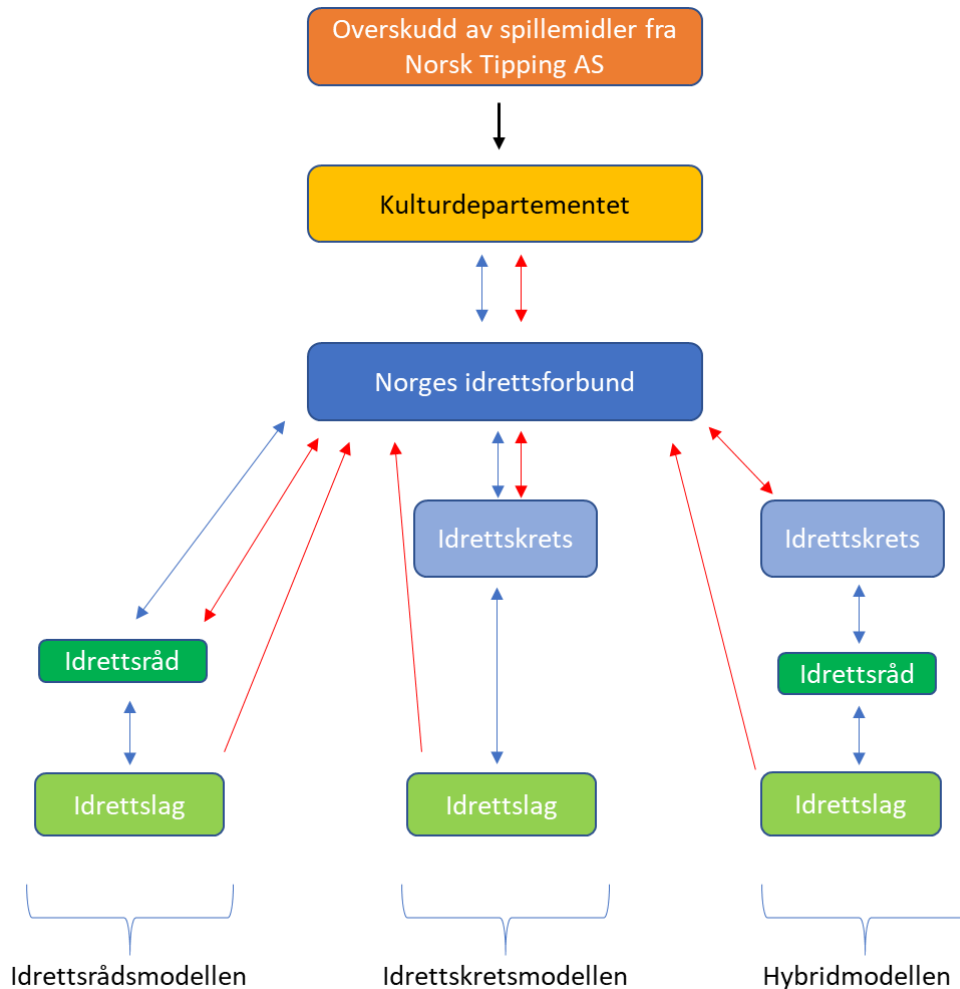 Overskudd av spillemidler fra
Norsk Tipping AS
Kulturdepartementet
Norges idrettsforbund
Idrettskrets
Idrettskrets
Idrettsråd
Idrettsråd
Idrettslag
Idrettslag
Idrettslag
Idrettsrådsmodellen
Idrettskretsmodellen
Hybridmodellen